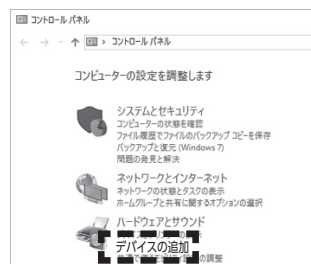 コントロール パネル
コントロール パネル
コンピューターの設定を調整します
システムとセキュリティ
コンピューターの状態を確認
ファイル履歴でファイルのバックアップ コピーを保存
バックアップと復元 (Windows 7)
問題の発見と解決
ネットワークとインターネット
ネットワークの状態とタスクの表示
ホームグループと共有に関するオプションの選択
ハードウェアとサウンド
デバイスの追加
の調整